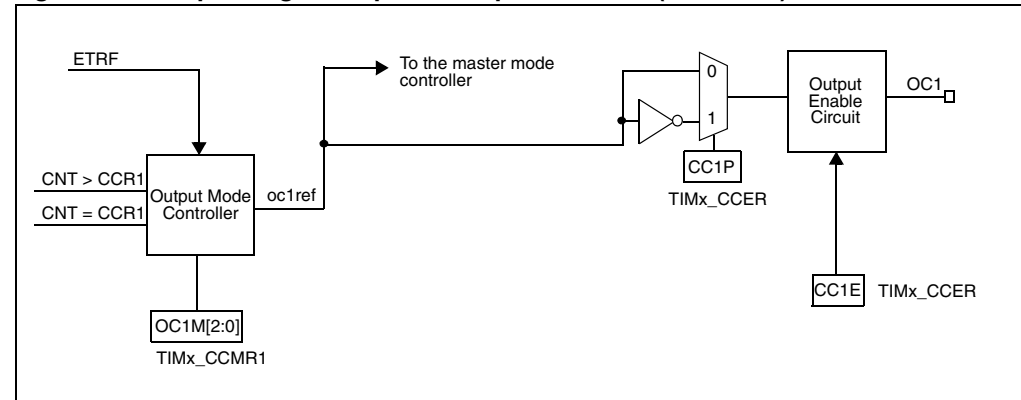 ETRF
To the master mode
controller
0
1
Output
Enable
Circuit
OC1
CNT > CCR1
CNT = CCR1
Output Mode
Controller
oc1ref
CC1P
TIMx_CCER
CC1E
TIMx_CCER
OC1M[2:0]
TIMx_CCMR1